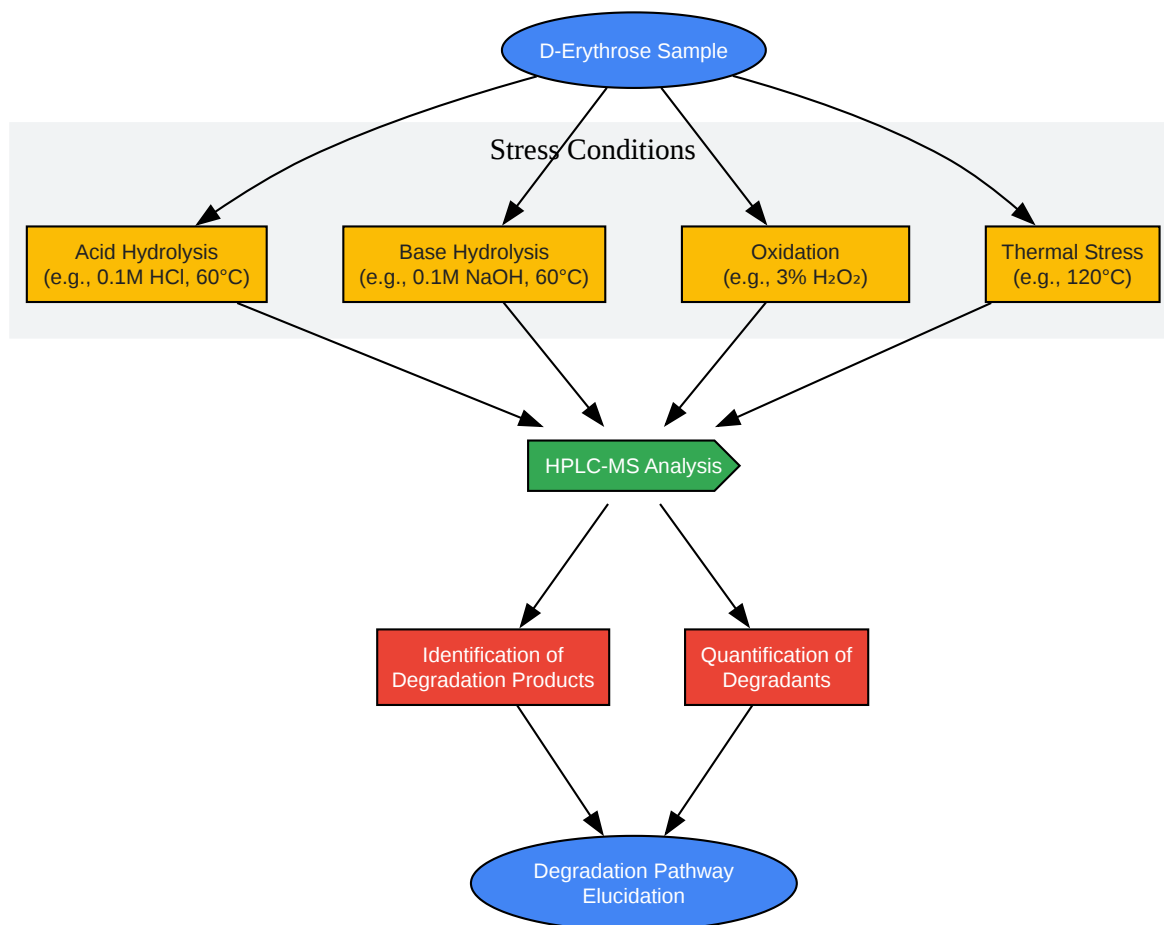 D-Erythrose Sample
Stress Conditions
Acid Hydrolysis
(e.g., 0.1M HCl, 60°C)
Base Hydrolysis
(e.g., 0.1M NaOH, 60°C)
Oxidation
(e.g., 3% H₂O₂)
Thermal Stress
(e.g., 120°C)
HPLC-MS Analysis
Identification of
Degradation Products
Quantification of
Degradants
Degradation Pathway
Elucidation